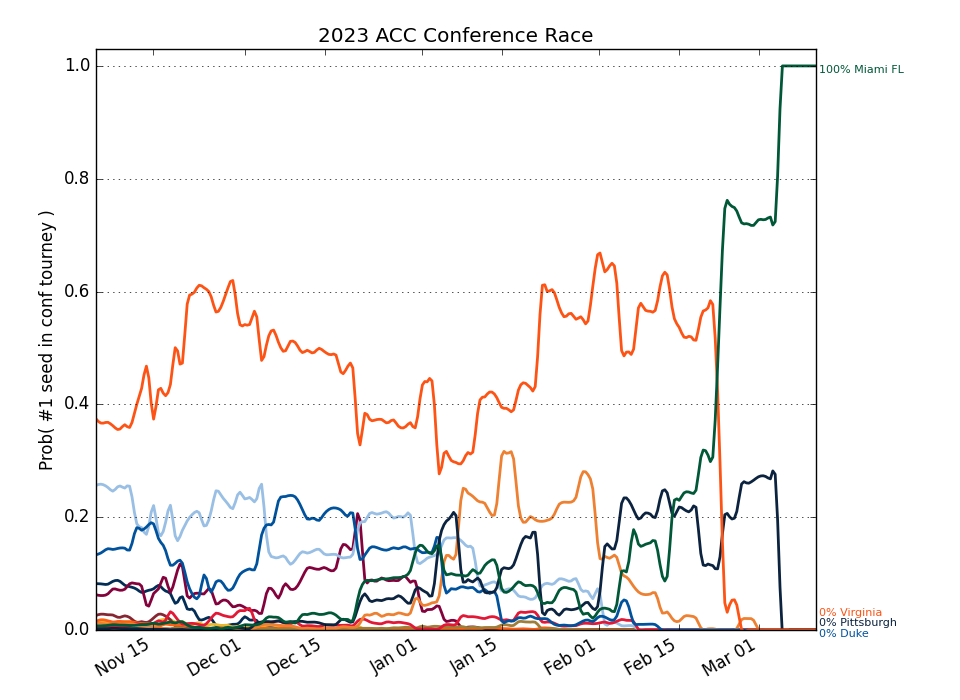 2023 ACC Conference Race
Prob( #1 seed in conf tourney )
1.0
0.8
0.6
0.4
0.2
0.0
Nov 15
Dec 01
Dec 15
Jan 01
Jan 15
Feb 01
Feb 15
Mar 01
100% Miami FL
0% Virginia
0% Pittsburgh
0% Duke